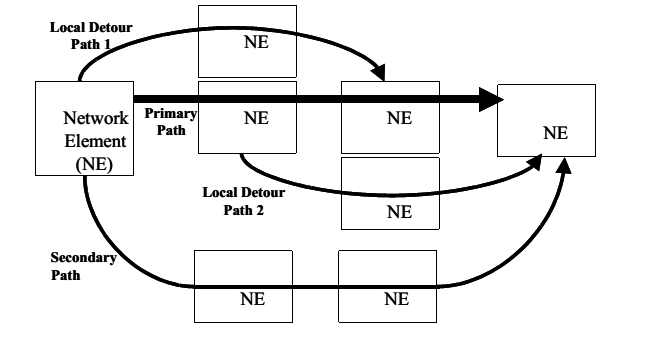 Local Detour
Path 1
NE
Network
Element
(NE)
Primary
Path
NE
NE
NE
Local Detour
Path 2
NE
Secondary
Path
NE
NE